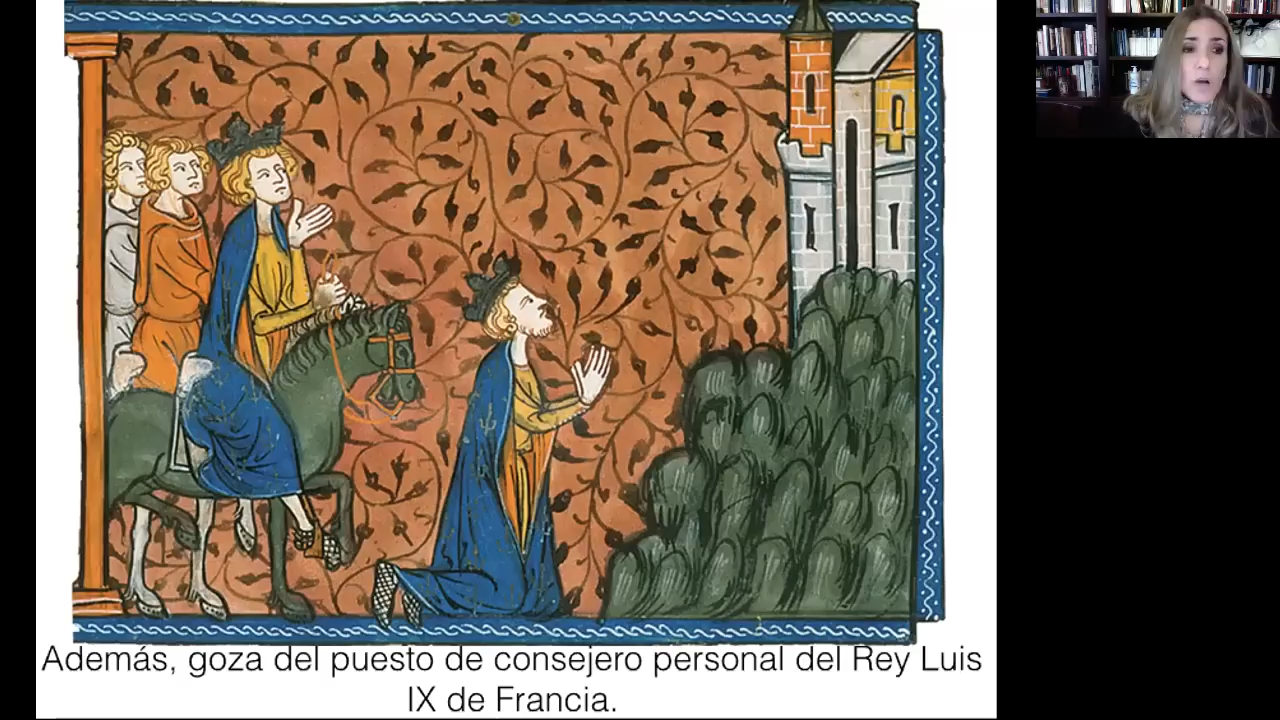 Además, goza del puesto de consejero personal del Rey Luis
IX de Francia.